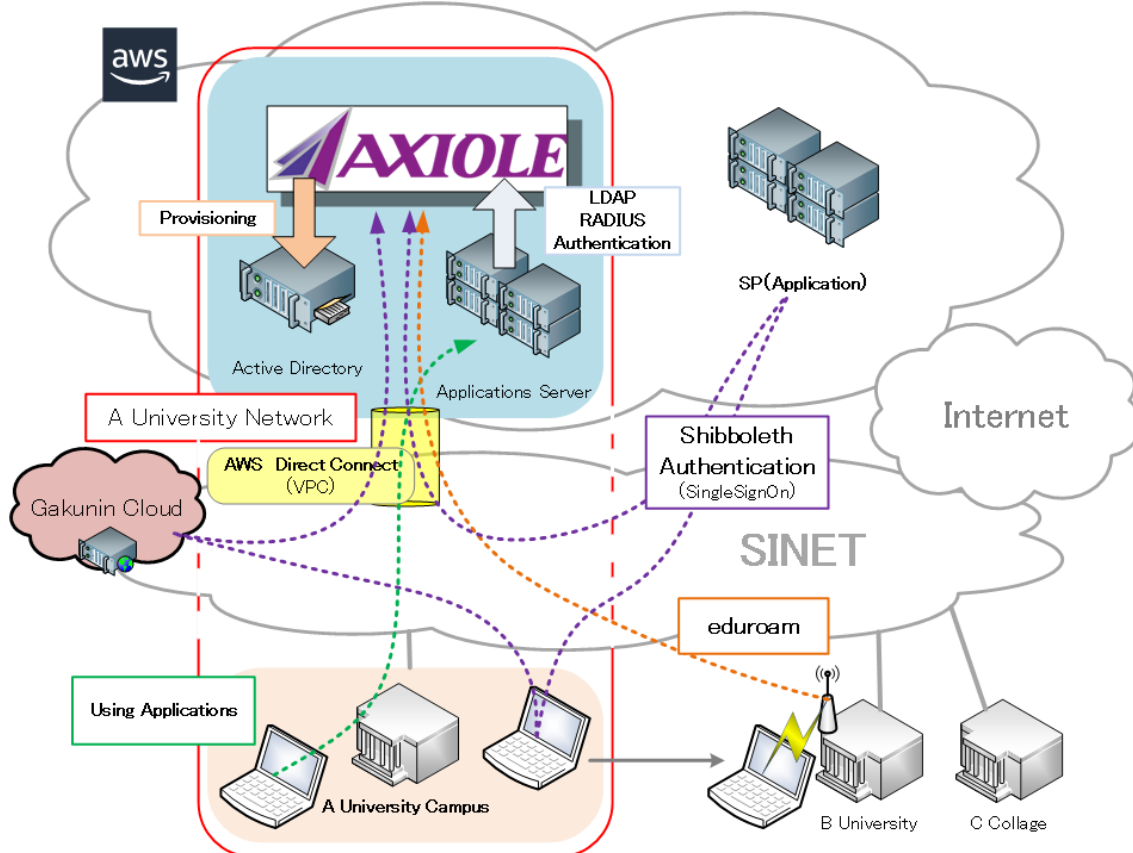 aws
AXIOLE
Provisioning
LDAP
RADIUS
Authentication
SP(Application)
Active Directory
Applications Server
A University Network
Internet
Shibboleth
Authentication
(SingleSignOn)
AWS Direct Connect
(VPC)
Gakunin Cloud
SINET
eduroam
Using Applications
A University Campus
B University
C Collage